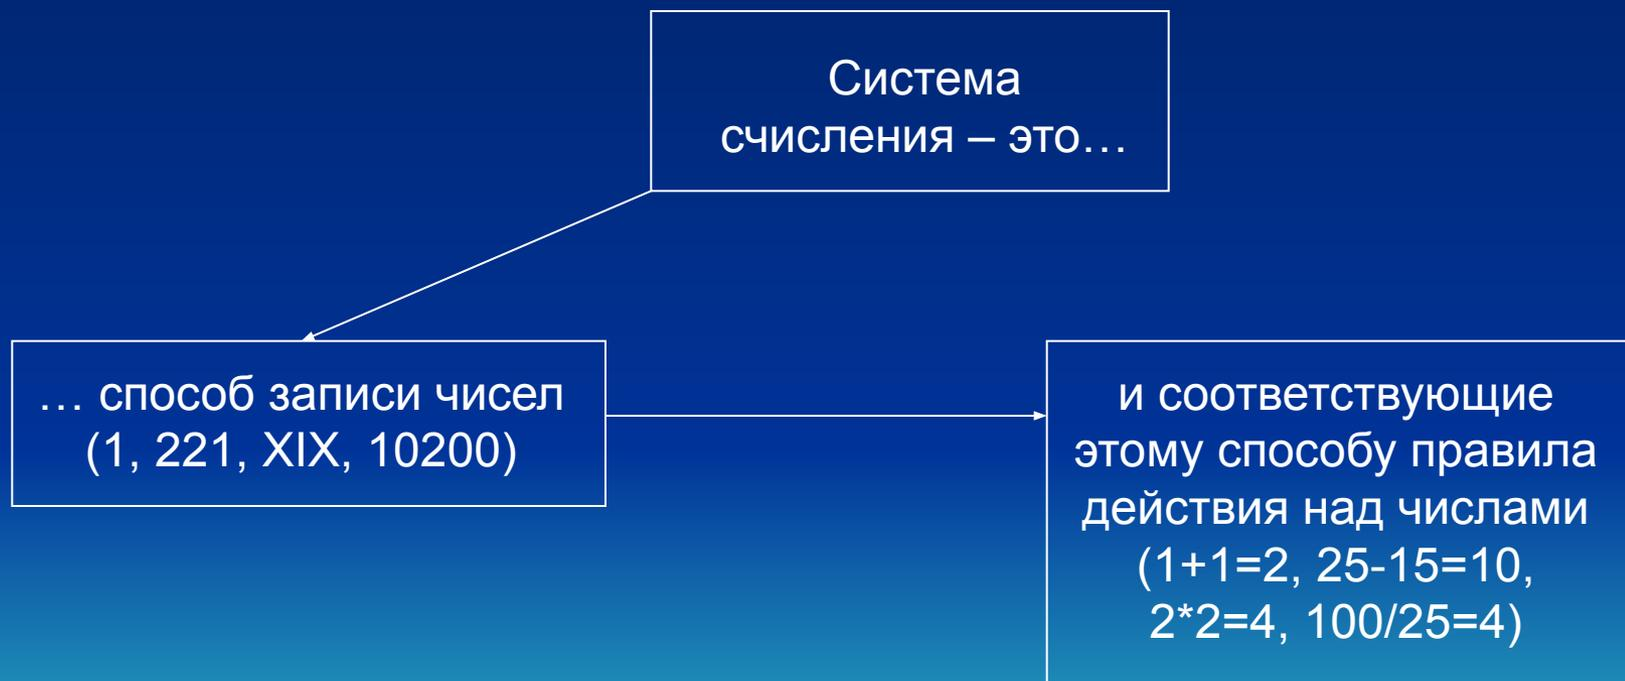 Система
счисления – это…
… способ записи чисел
(1, 221, XIX, 10200)
и соответствующие
этому способу правила
действия над числами
(1+1=2, 25-15=10,
2*2=4, 100/25=4)